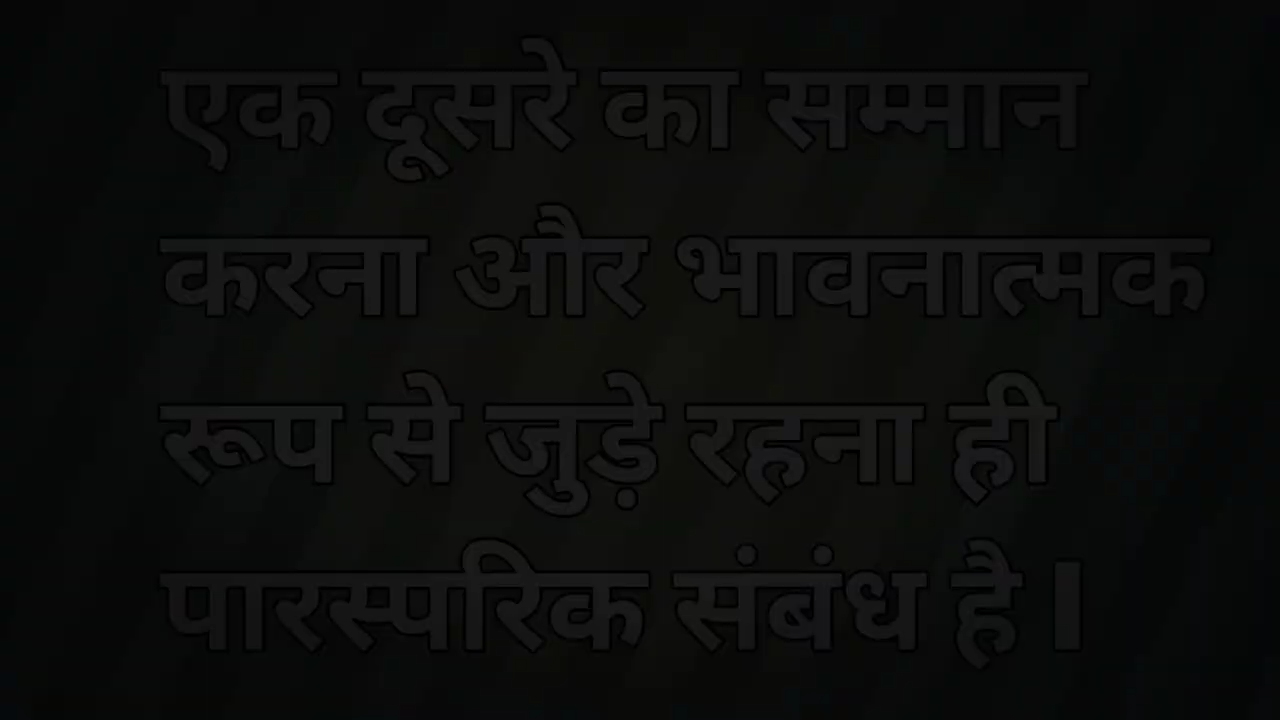 एक दूसरे का सम्मान
करना और भावनात्मक
रूप से जुड़े रहना ही
पारस्परिक संबंध है।